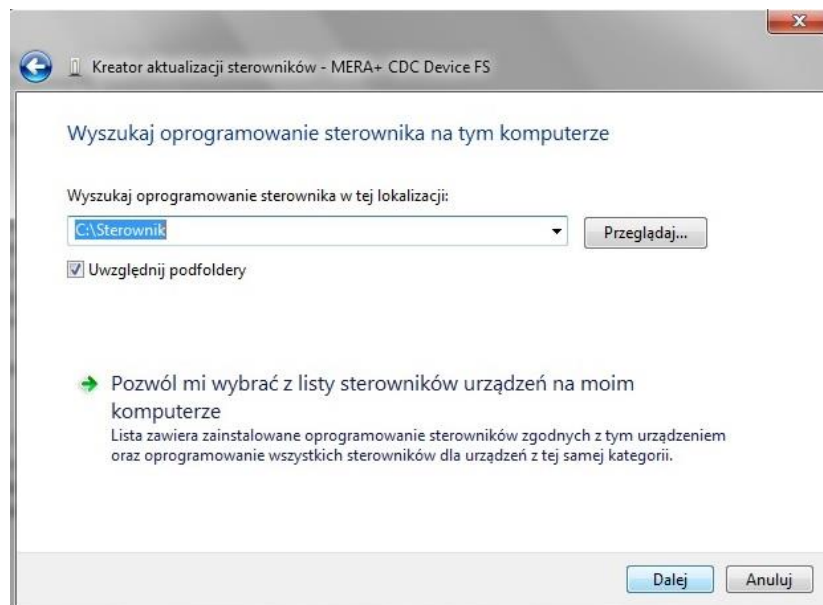 Kreator aktualizacji sterowników - MERA+ CDC Device FS
Wyszukaj oprogramowanie sterownika na tym komputerze
Wyszukaj oprogramowanie sterownika w tej lokalizacji:
C:\Sterownik
Przeglądaj...
Uwzględnij podfoldery
Pozwól mi wybrać z listy sterowników urządzeń na moim
komputerze
Lista zawiera zainstalowane oprogramowanie sterowników zgodnych z tym urządzeniem
oraz oprogramowanie wszystkich sterowników dla urządzeń z tej samej kategorii.
Dalej
Anuluj